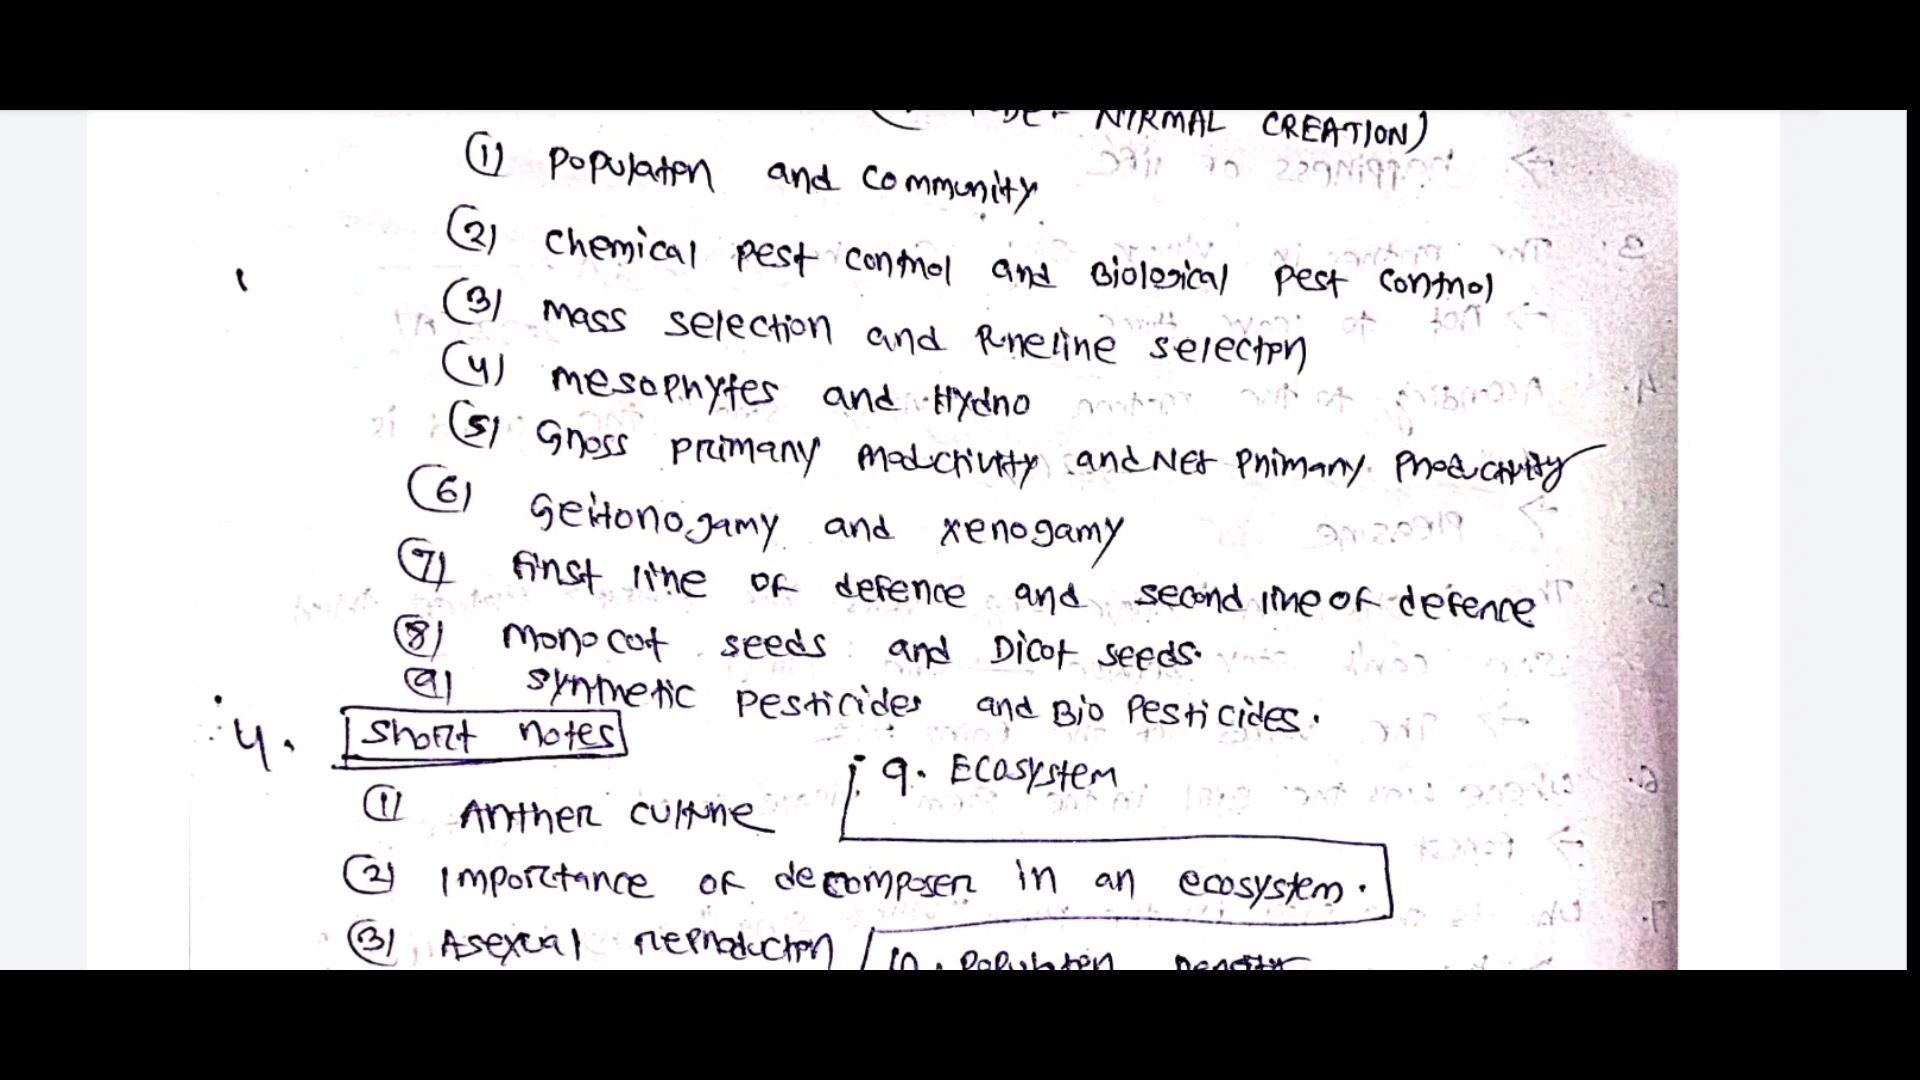 NIRMAL CREATION)
(1) Population and community
(2) chemical pest control and Biological pest control
(3) mass selection and Pureline selection
(4) mesophytes and Hydro
(5) Gross primary productivity and Net primary productivity
(6) Geitonogamy and xenogamy
(7) first line of defence and second line of defence
(8) monocot seeds and Dicot seeds.
(9) synthetic pesticides and Bio pesticides.
4. Short notes
9. Ecosystem
(1) Anther culture
(2) Importance of decomposer in an ecosystem.
(3) Asexual reproduction
10. Population Density